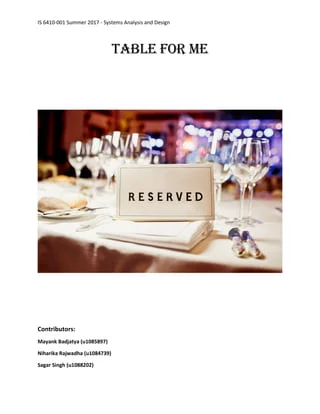 IS 6410-001 Summer 2017 - Systems Analysis and Design
TABLE FOR ME
RESERVED
Contributors:
Mayank Badjatya (u1085897)
Niharika Rajwadha (u1084739)
Sagar Singh (u1088202)